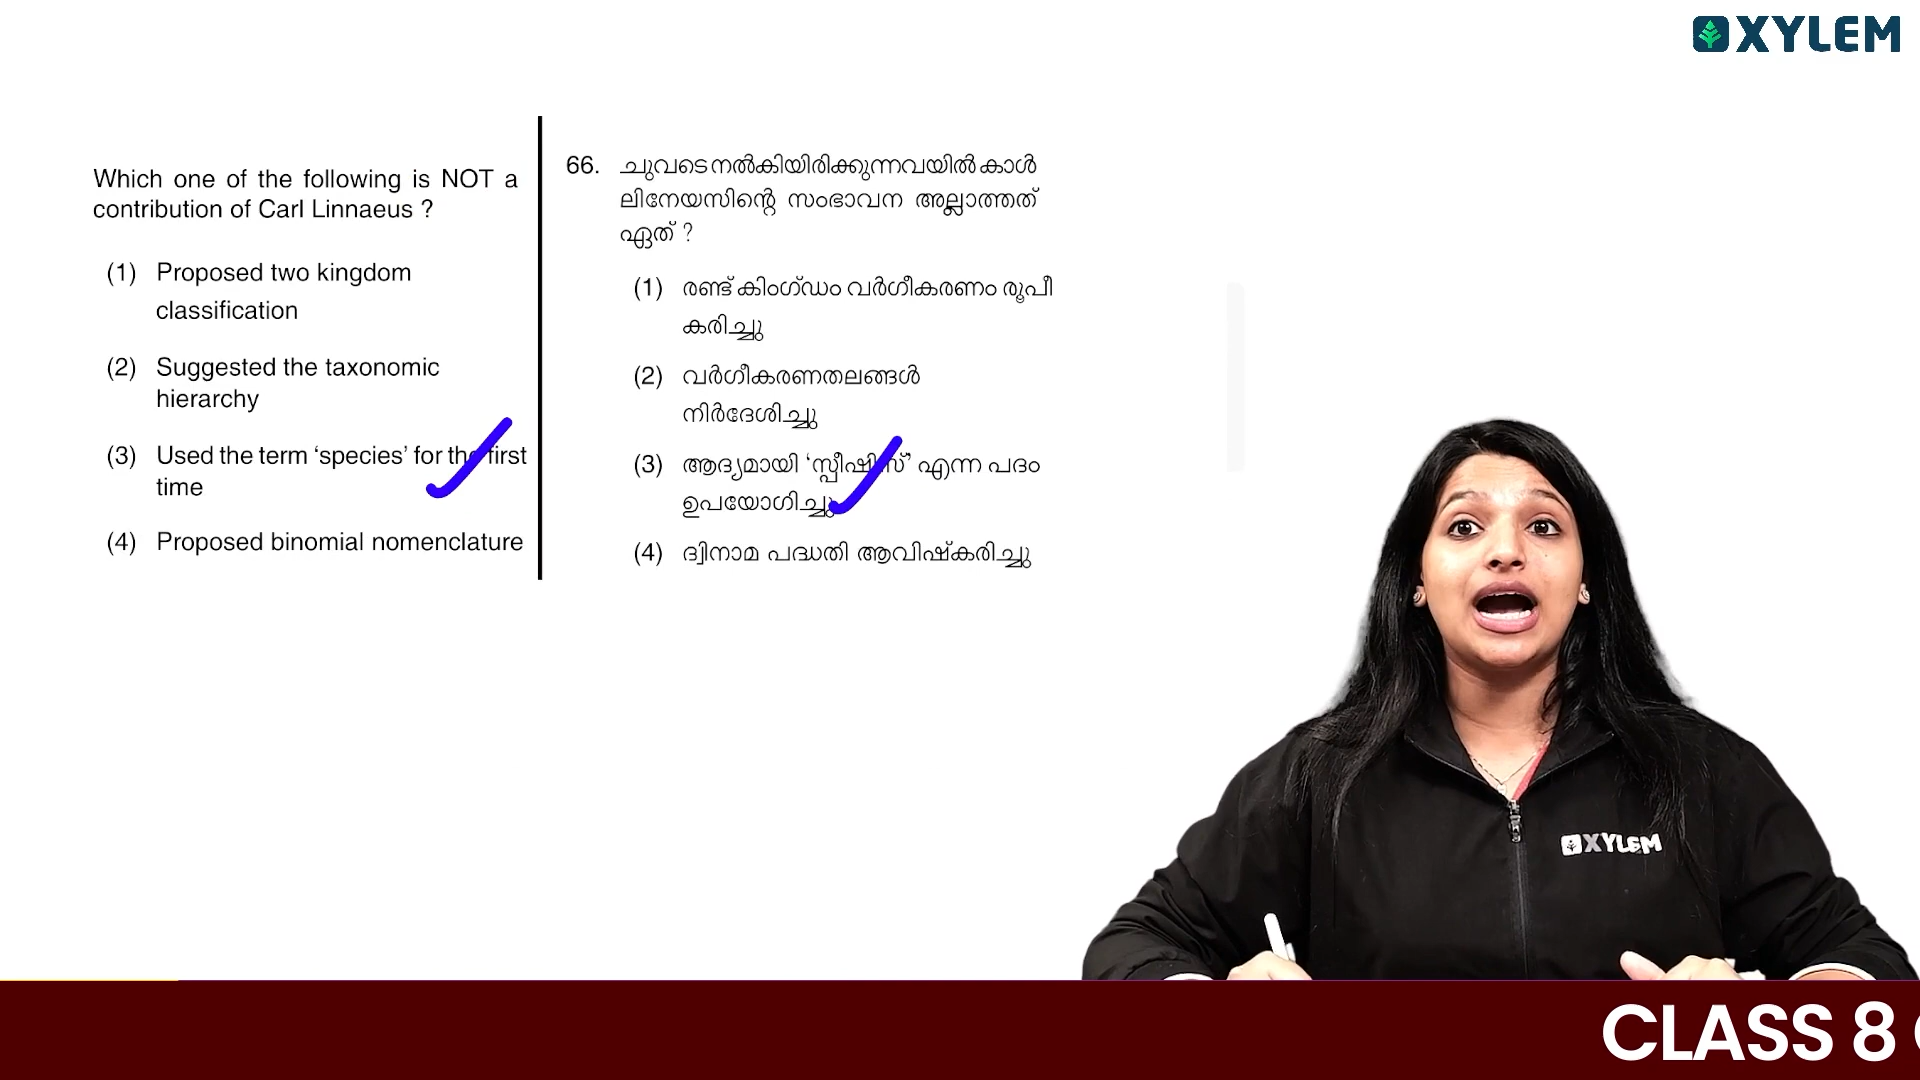 XYLEM
Which one of the following is NOT a
contribution of Carl Linnaeus ?
(1) Proposed two kingdom
classification
(2) Suggested the taxonomic
hierarchy
(3) Used the term ‘species’ for the first
time
(4) Proposed binomial nomenclature
66. ചുവടെ നൽകിയിരിക്കുന്നവയിൽ കാൾ
ലിനേയസിന്റെ സംഭാവന അല്ലാത്തത്
ഏത് ?
(1) രണ്ട് കിംഗ്ഡം വർഗീകരണം രൂപീ
കരിച്ചു
(2) വർഗീകരണതലങ്ങൾ
നിർദേശിച്ചു
(3) ആദ്യമായി ‘സ്പീഷിസ്’ എന്ന പദം
ഉപയോഗിച്ചു
(4) ദ്വിനാമ പദ്ധതി ആവിഷ്കരിച്ചു
XYLEM
CLASS 8